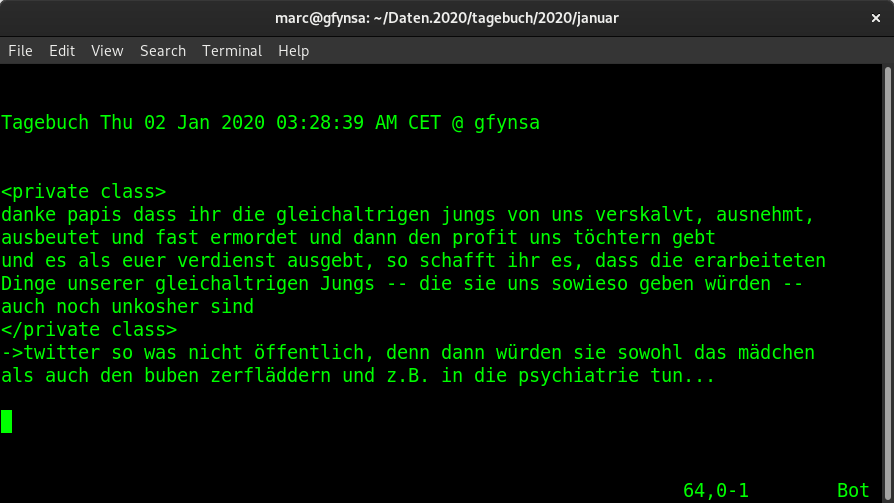 marc@gfynsa: ~/Daten.2020/tagebuch/2020/januar
×
File Edit View Search Terminal Help
Tagebuch Thu 02 Jan 2020 03:28:39 AM CET @ gfynsa
<private class>
danke papis dass ihr die gleichaltrigen jungs von uns verskalvt, ausnehmt,
ausbeutet und fast ermordet und dann den profit uns töchtern gebt
und es als euer verdienst ausgebt, so schafft ihr es, dass die erarbeiteten
Dinge unserer gleichaltrigen Jungs -- die sie uns sowieso geben würden --
auch noch unkosher sind
</private class>
->twitter so was nicht öffentlich, denn dann würden sie sowohl das mädchen
als auch den buben zerfläddern und z.B. in die psychiatrie tun...
64,0-1 Bot